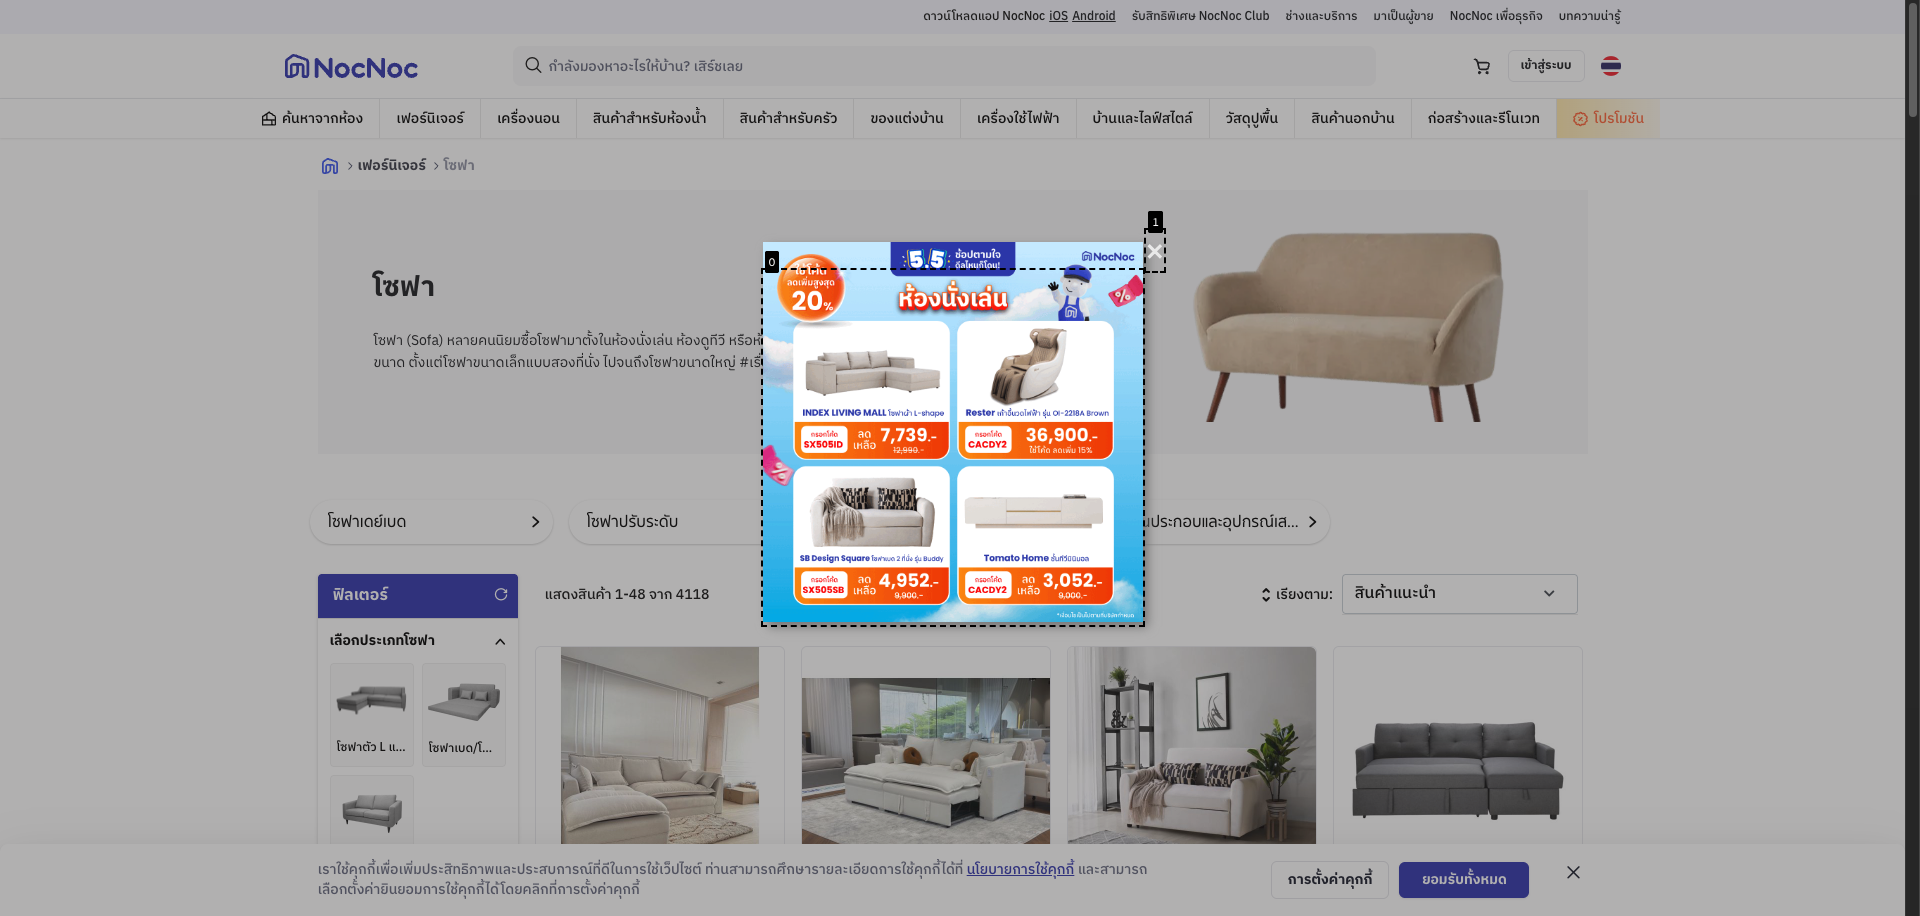 ดาวน์โหลดแอป NocNoc iOS Android รับสิทธิพิเศษ NocNoc Club ช่างและบริการ มาเป็นผู้ขาย NocNoc เพื่อธุรกิจ บทความน่ารู้
NocNoc กำลังมองหาอะไรให้บ้าน? เสิร์ชเลย เข้าสู่ระบบ
ค้นหาจากห้อง เฟอร์นิเจอร์ เครื่องนอน สินค้าสำหรับห้องน้ำ สินค้าสำหรับครัว ของแต่งบ้าน เครื่องใช้ไฟฟ้า บ้านและไลฟ์สไตล์ วัสดุปูพื้น สินค้านอกบ้าน ก่อสร้างและรีโนเวท โปรโมชัน
เฟอร์นิเจอร์ โซฟา
โซฟา
โซฟา (Sofa) หลายคนนิยมซื้อโซฟามาตั้งในห้องนั่งเล่น ห้องดูทีวี
ขนาด ตั้งแต่โซฟาขนาดเล็กแบบสองที่นั่ง ไปจนถึงโซฟาขนาดใหญ่
1
0
5.5 ช้อปตามใจ
ดีลไหนก็โดน!
NocNoc
ใช้โค้ด
ลดเพิ่มสูงสุด
20%
ห้องนั่งเล่น
INDEX LIVING MALL โซฟาผ้า L-shape
กรอกโค้ด
SX505ID
ลด
เหลือ
7,739.-
12,990.-
Rester เก้าอี้นวดไฟฟ้า รุ่น OI-2218A Brown
กรอกโค้ด
CACDY2
36,900.-
ใช้โค้ด ลดเพิ่ม 15%
SB Design Square โซฟาเบด 2 ที่นั่ง รุ่น Buddy
กรอกโค้ด
SX505SB
ลด
เหลือ
4,952.-
9,900.-
Tomato Home ชั้นทีวีมินิมอล
กรอกโค้ด
CACDY2
ลด
เหลือ
3,052.-
9,000.-
โซฟาเดย์เบด
โซฟาปรับระดับ
นประกอบและอุปกรณ์เส...
ฟิลเตอร์
แสดงสินค้า 1-48 จาก 4118
เรียงตาม: สินค้าแนะนำ
เลือกประเภทโซฟา
โซฟาตัว L แ...
โซฟาเบด/โ...
เราใช้คุกกี้เพื่อเพิ่มประสิทธิภาพและประสบการณ์ที่ดีในการใช้เว็ปไซต์ ท่านสามารถศึกษารายละเอียดการใช้คุกกี้ได้ที่ นโยบายการใช้คุกกี้ และสามารถ
เลือกตั้งค่ายินยอมการใช้คุกกี้ได้โดยคลิกที่การตั้งค่าคุกกี้
การตั้งค่าคุกกี้
ยอมรับทั้งหมด